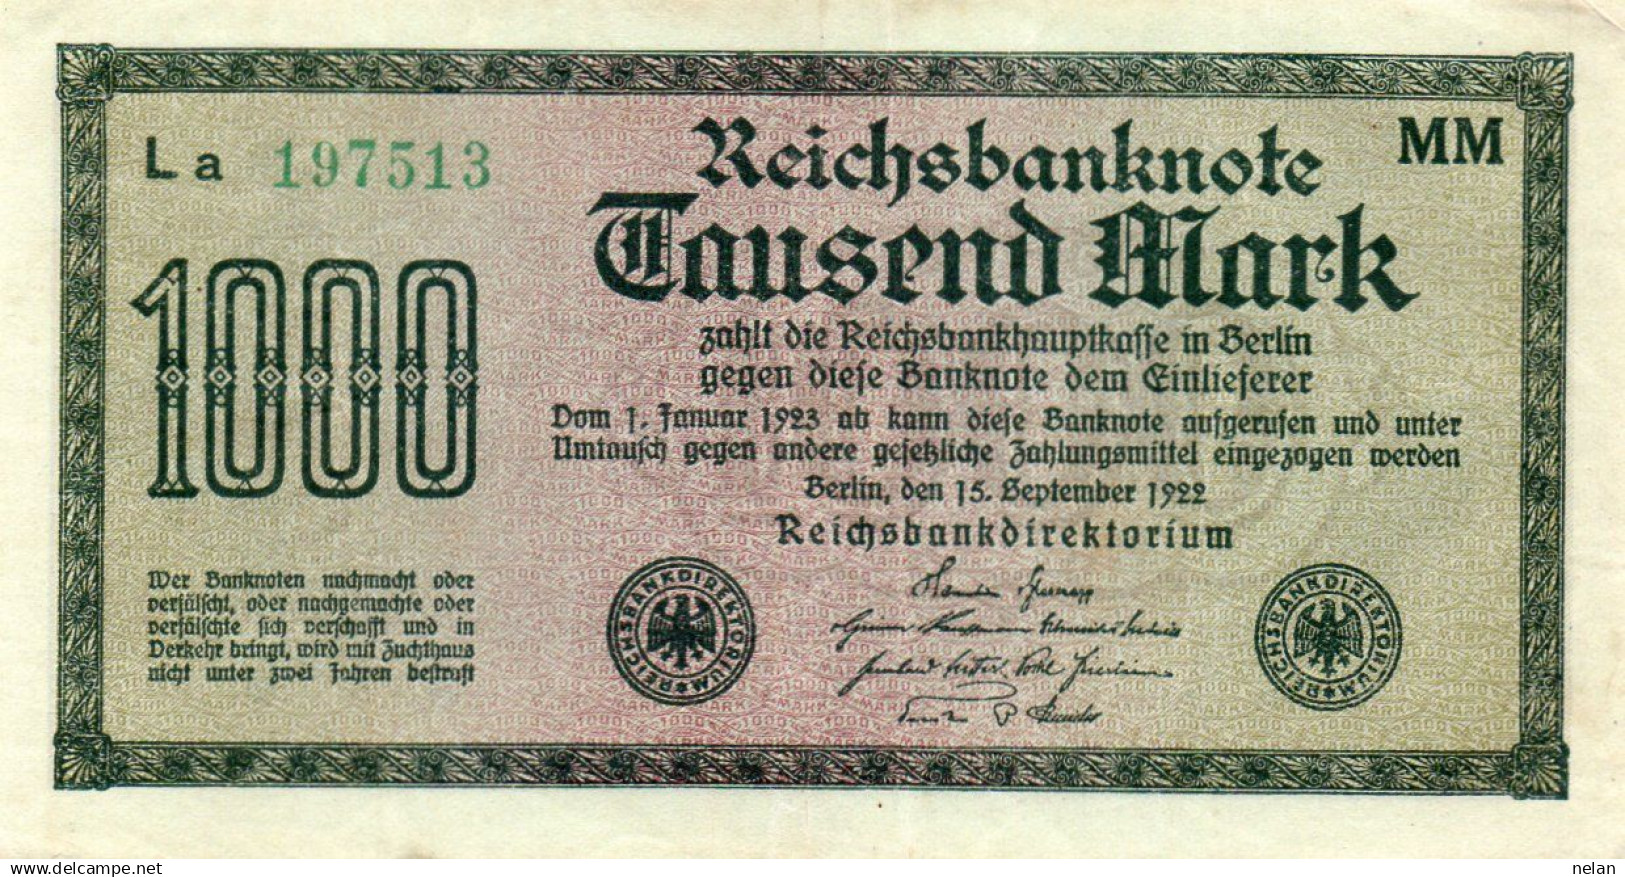 La 197513
MM
Reichsbanknote
Tausend Mark
1000
zahlt die Reichsbankhauptkasse in Berlin
gegen diese Banknote dem Einlieferer
Vom 1. Januar 1923 ab kann diese Banknote aufgerufen und unter
Umtausch gegen andere gesetzliche Zahlungsmittel eingezogen werden
Berlin, den 15. September 1922
Reichsbankdirektorium
Wer Banknoten nachmacht oder
verfälscht, oder nachgemachte oder
verfälschte sich verschafft und in
Verkehr bringt, wird mit Zuchthaus
nicht unter zwei Jahren bestraft
REICHSBANKDIREKTORIUM
REICHSBANKDIREKTORIUM
www.delcampe.net
nelan